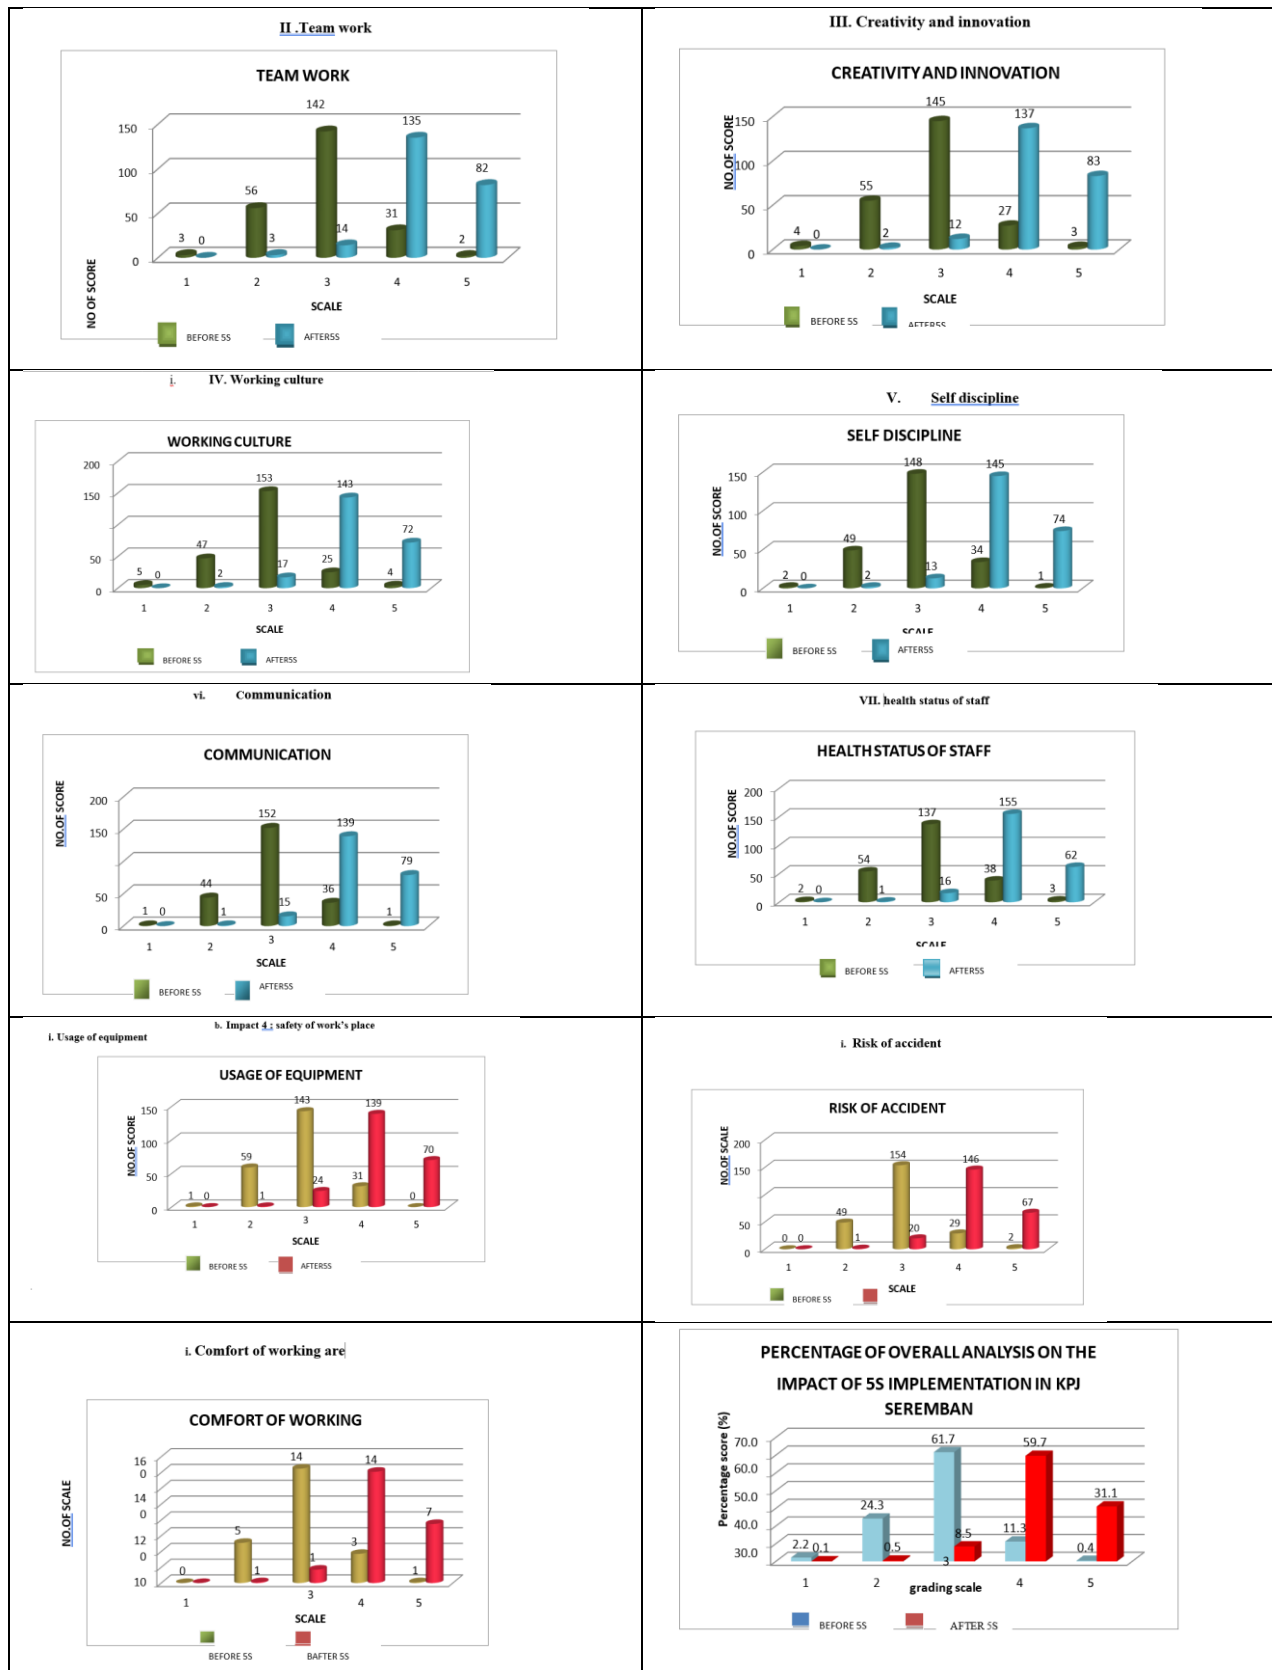 II .Team work
TEAM WORK
142
135
150
100
82
56
50
31
14
3 0 3 2
0
1 2 3 4 5
NO OF SCORE
SCALE
BEFORE 5S AFTER5S
III. Creativity and innovation
CREATIVITY AND INNOVATION
145
137
150
NO.OF SCORE
100
83
55
50
27
12
4 0 2 3
0
1 2 3 4 5
SCALE
BEFORE 5S AFTER5S
i. IV. Working culture
WORKING CULTURE
200
153
143
150
72
47
50
25
17
5 0 2 4
0
1 2 3 4 5
SCALE
BEFORE 5S AFTER5S
V. Self discipline
SELF DISCIPLINE
148
145
150
NO.OF SCORE
100
74
49
50
34
13
2 0 2 1
0
1 2 3 4 5
SCALE
BEFORE 5S AFTER5S
vi. Communication
COMMUNICATION
NO.OF SCORE
200
152
139
150
79
44
50
36
15
1 0 1 1
0
1 2 3 4 5
SCALE
BEFORE 5S AFTER5S
VII. health status of staff
HEALTH STATUS OF STAFF
NO.OF SCORE
200
155
137
150
100
62
54
50
38
16
2 0 1 3
0
1 2 3 4 5
SCALE
BEFORE 5S AFTER5S
b. Impact 4 : safety of work's place
i. Usage of equipment
USAGE OF EQUIPMENT
143
139
150
NO.OF SCORE
100
70
59
50
31
24
1 0 1 0
0
1 2 3 4 5
SCALE
BEFORE 5S AFTER5S
i. Risk of accident
RISK OF ACCIDENT
NO.OF SCALE
200
154
146
150
67
49
50
29
20
0 0 1 2
0
1 2 3 4 5
SCALE
BEFORE 5S
i. Comfort of working are
COMFORT OF WORKING
16
0
14 14
NO.OF SCALE
14
0
7
12
5
0
3
1
0 1 1
10
1 3 4 5
SCALE
BEFORE 5S BAFTER 5S
PERCENTAGE OF OVERALL ANALYSIS ON THE
IMPACT OF 5S IMPLEMENTATION IN KPJ
SEREMBAN
Percentage score (%)
70.0
61.7
59.7
60.0
50.0
40.0
31.1
24.3
30.0
11.3
8.5
2.2 0.1 0.5 0.4
1 2 3 4 5
grading scale
BEFORE 5S AFTER 5S